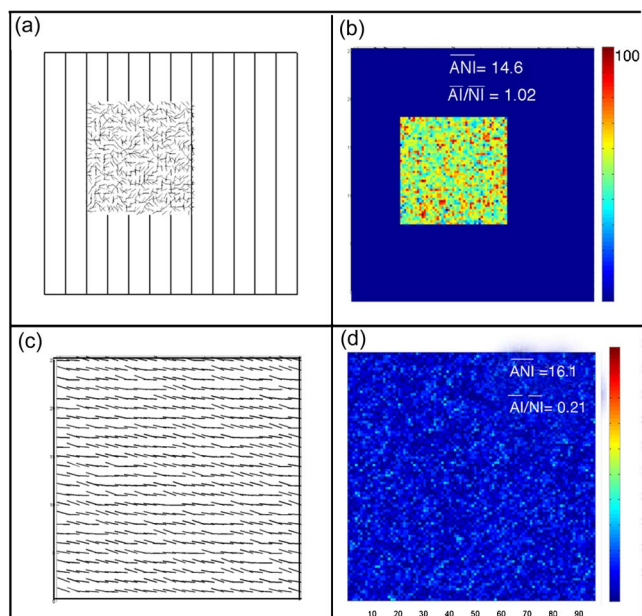 (a)
(b)
100
ANI= 14.6
AI/NI = 1.02
(c)
(d)
ANI =16.1
AI/NI= 0.21
10 20 30 40 50 60 70 80 90